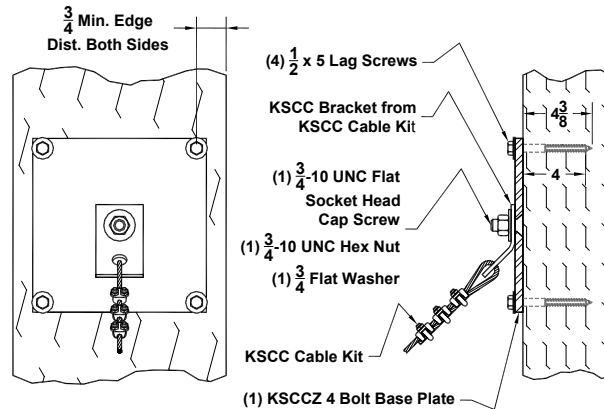 3/4 Min. Edge
Dist. Both Sides
(4) 1/2 x 5 Lag Screws
KSCC Bracket from
KSCC Cable Kit
(1) 3/4-10 UNC Flat
Socket Head
Cap Screw
(1) 3/4-10 UNC Hex Nut
(1) 3/4 Flat Washer
KSCC Cable Kit
(1) KSCCZ 4 Bolt Base Plate
4 3/8
4